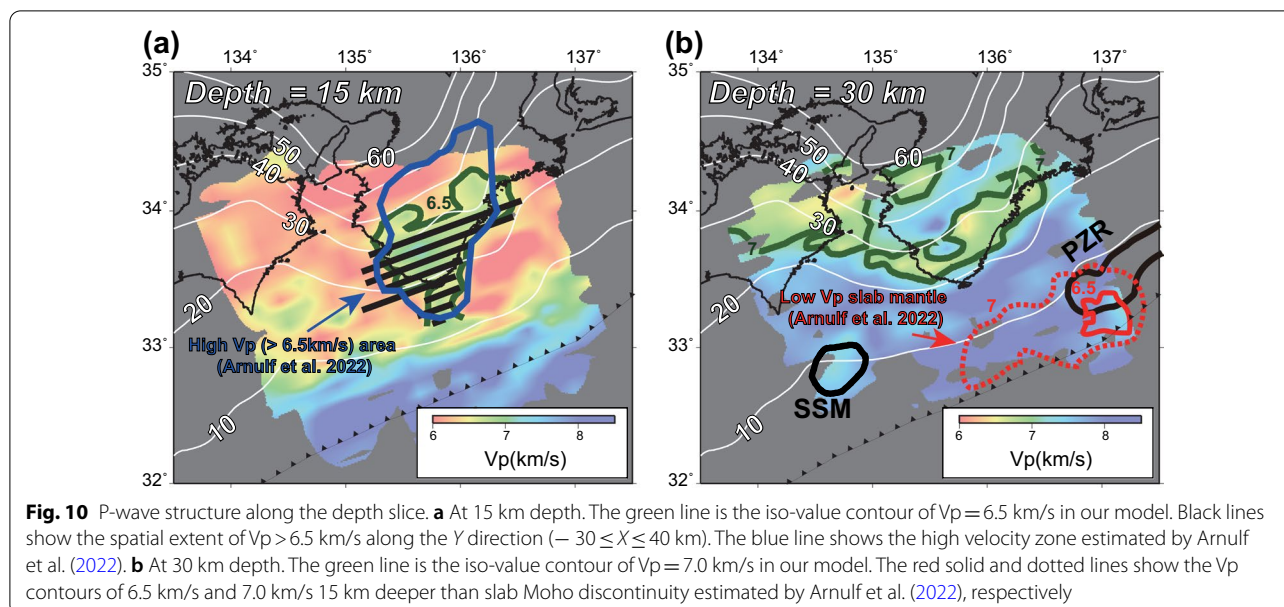 (a)
134° 135° 136°
35°
34°
33°
32°
Depth = 15 km
50
40
60
30
20
10
6.5
High Vp (> 6.5km/s) area
(Arnulf et al. 2022)
6 7 8
Vp(km/s)
(b)
134° 135° 136° 137°
35°
34°
33°
32°
Depth = 30 km
50
40
60
30
20
10
7
7
7
7
PZR
6.5
7
Low Vp slab mantle
(Arnulf et al. 2022)
SSM
6 7 8
Vp(km/s)
Fig. 10 P-wave structure along the depth slice. a At 15 km depth. The green line is the iso-value contour of Vp = 6.5 km/s in our model. Black lines
show the spatial extent of Vp > 6.5 km/s along the Y direction (− 30 ≤ X ≤ 40 km). The blue line shows the high velocity zone estimated by Arnulf
et al. (2022). b At 30 km depth. The green line is the iso-value contour of Vp = 7.0 km/s in our model. The red solid and dotted lines show the Vp
contours of 6.5 km/s and 7.0 km/s 15 km deeper than slab Moho discontinuity estimated by Arnulf et al. (2022), respectively